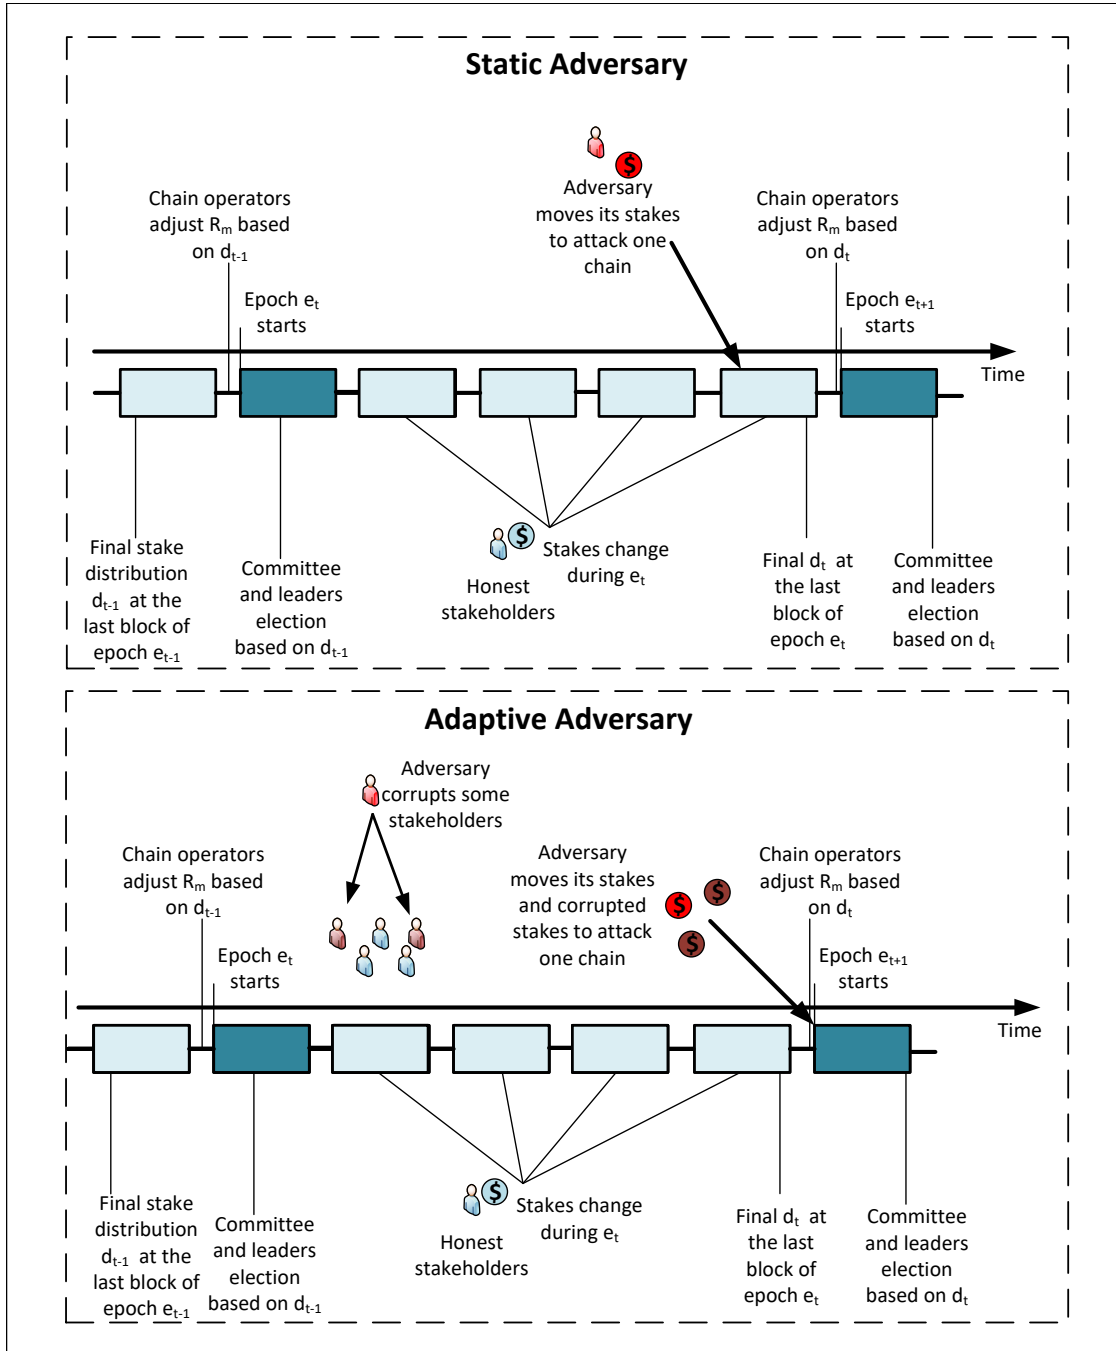 Static Adversary
$
Adversary
moves its stakes
to attack one
chain
Chain operators
adjust Rₘ based
on dₜ₋₁
Epoch eₜ
starts
Chain operators
adjust Rₘ based
on dₜ
Epoch eₜ₊₁
starts
Time
Final stake
distribution
dₜ₋₁ at the
last block of
epoch eₜ₋₁
Committee
and leaders
election
based on dₜ₋₁
$
Honest
stakeholders
Stakes change
during eₜ
Final dₜ at
the last
block of
epoch eₜ
Committee
and leaders
election
based on dₜ
Adaptive Adversary
Adversary
corrupts some
stakeholders
Chain operators
adjust Rₘ based
on dₜ₋₁
Epoch eₜ
starts
Adversary
moves its stakes
and corrupted
stakes to attack
one chain
$
$
$
Chain operators
adjust Rₘ based
on dₜ
Epoch eₜ₊₁
starts
Time
Final stake
distribution
dₜ₋₁ at the
last block of
epoch eₜ₋₁
Committee
and leaders
election
based on dₜ₋₁
$
Honest
stakeholders
Stakes change
during eₜ
Final dₜ at
the last
block of
epoch eₜ
Committee
and leaders
election
based on dₜ